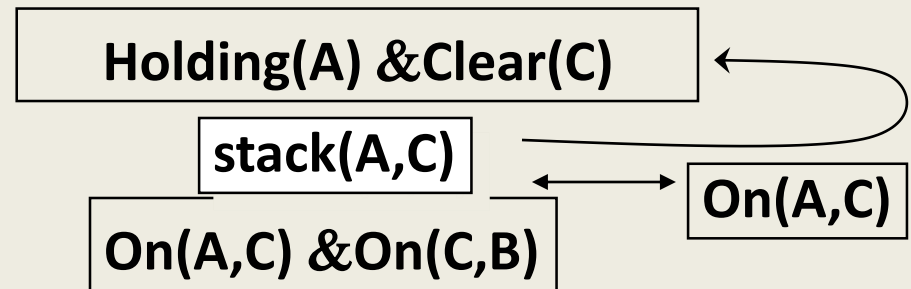 Holding(A) &Clear(C)
stack(A,C)
On(A,C)
On(A,C) &On(C,B)